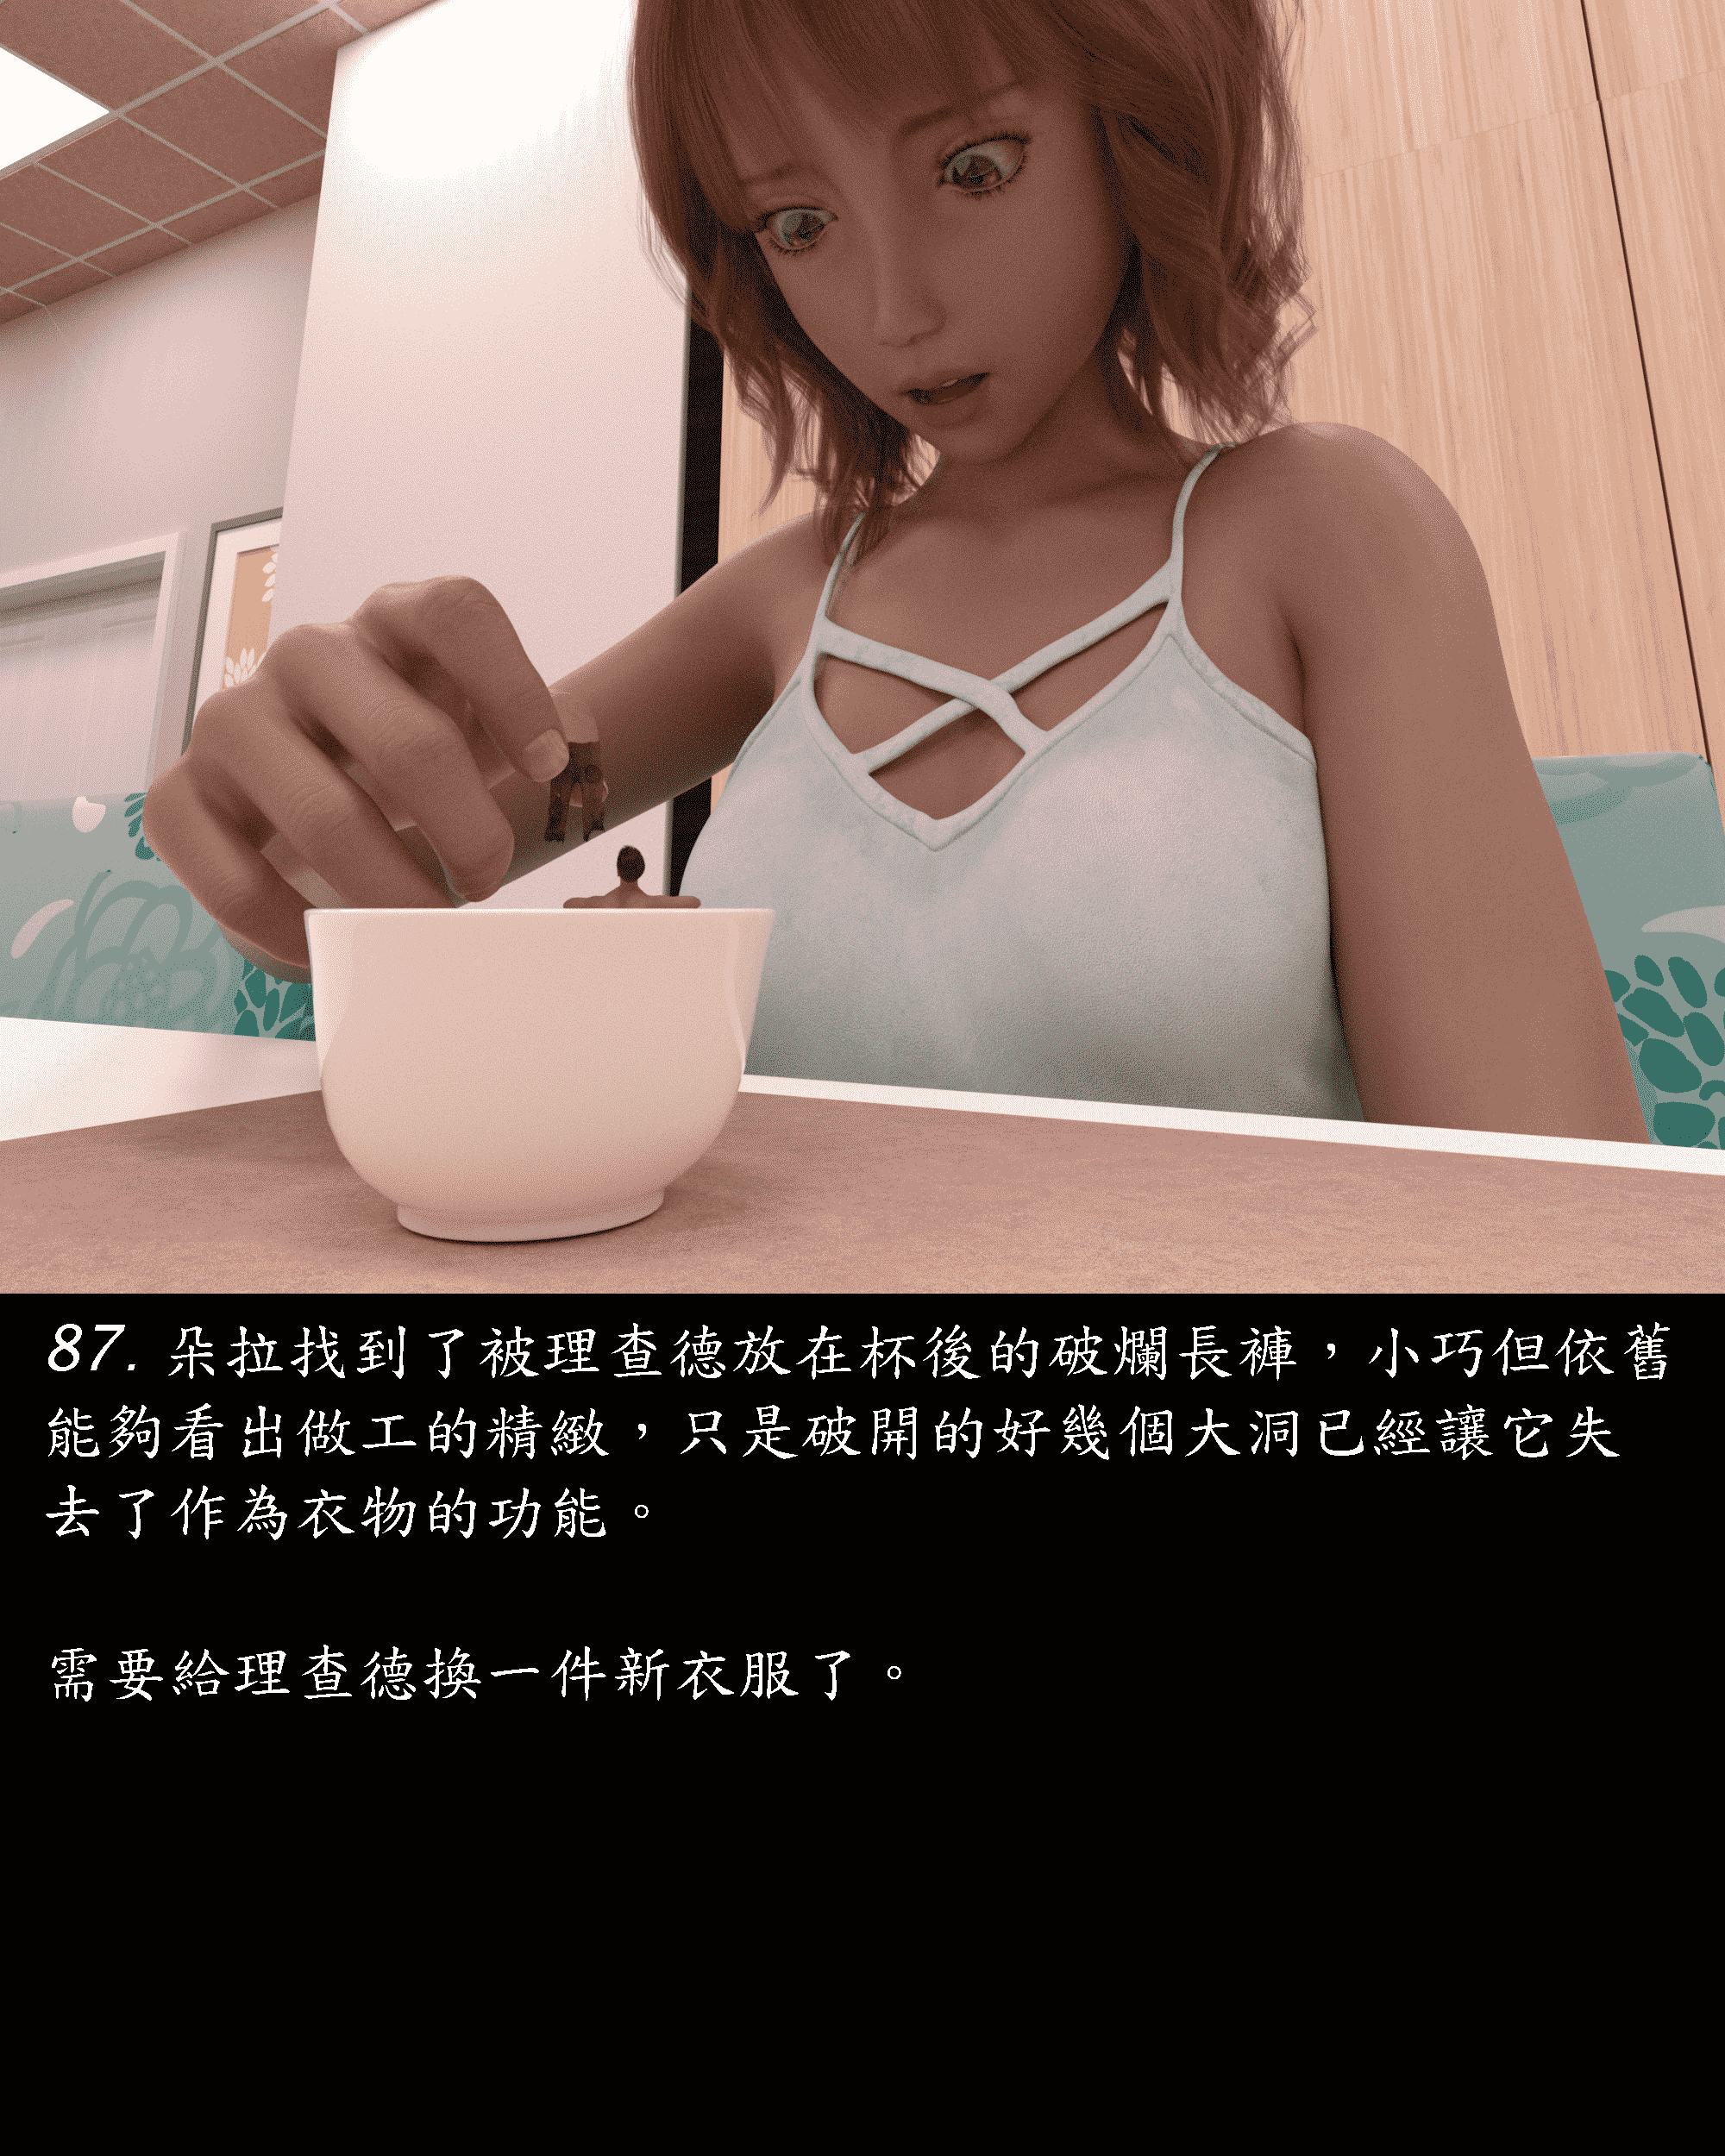 87. 朵拉找到了被理查德放在杯後的破爛長褲，小巧但依舊
能夠看出做工的精緻，只是破開的好幾個大洞已經讓它失
去了作為衣物的功能。
需要給理查德換一件新衣服了。